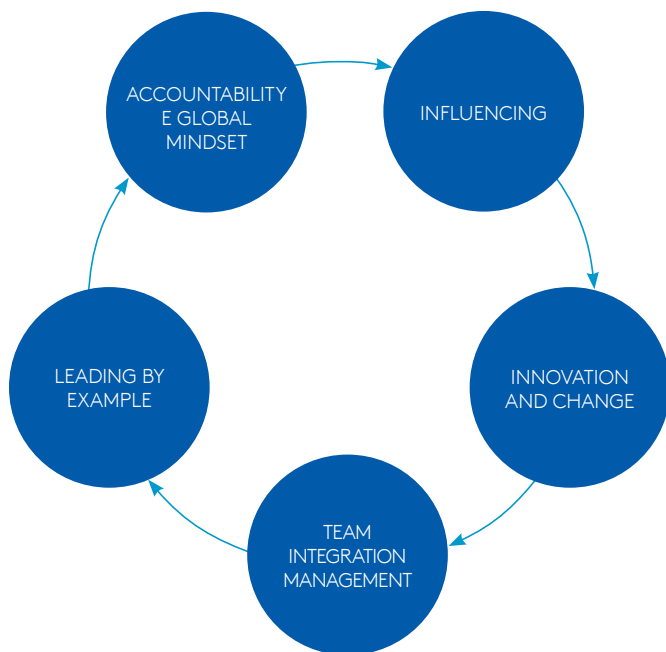 ACCOUNTABILITY
E GLOBAL
MINDSET
INFLUENCING
INNOVATION
AND CHANGE
TEAM
INTEGRATION
MANAGEMENT
LEADING BY
EXAMPLE